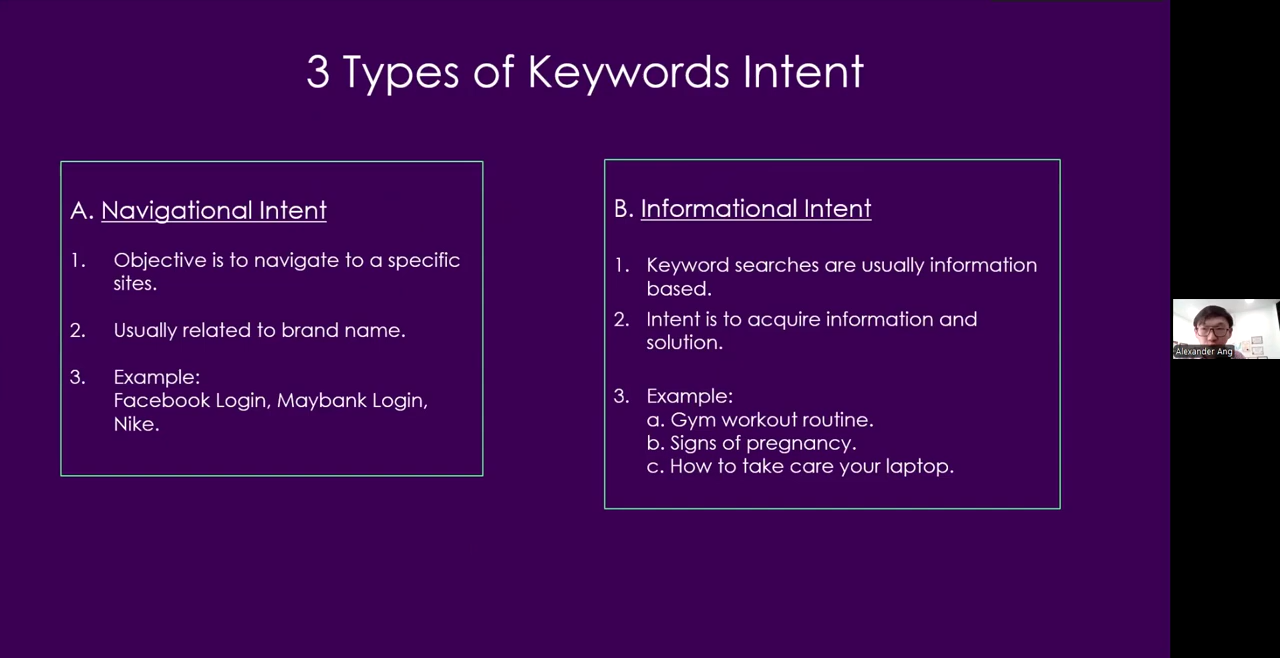 3 Types of Keywords Intent
A. Navigational Intent
1. Objective is to navigate to a specific
sites.
2. Usually related to brand name.
3. Example:
Facebook Login, Maybank Login,
Nike.
B. Informational Intent
1. Keyword searches are usually information
based.
2. Intent is to acquire information and
solution.
3. Example:
a. Gym workout routine.
b. Signs of pregnancy.
c. How to take care your laptop.
Alexander Ang